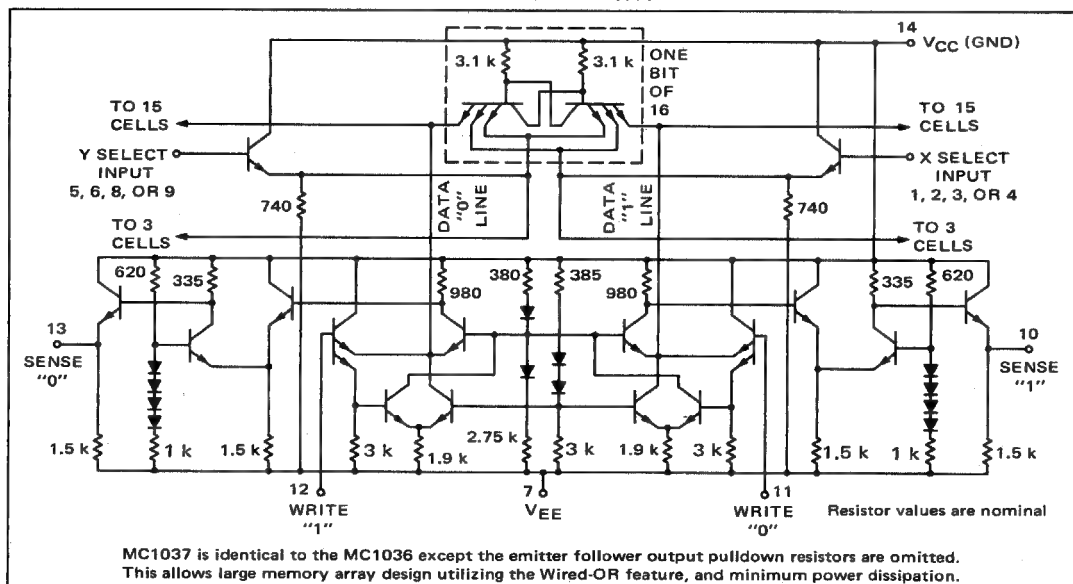 14
VCC (GND)
3.1 k
3.1 k
ONE
BIT
OF
16
TO 15
CELLS
TO 15
CELLS
Y SELECT
INPUT
5, 6, 8, OR 9
X SELECT
INPUT
1, 2, 3, OR 4
740
DATA
"0"
LINE
DATA
"1"
LINE
740
TO 3
CELLS
TO 3
CELLS
620
335
980
380
385
980
335
620
13
SENSE
"0"
10
SENSE
"1"
1.5 k
1 k
1.5 k
3 k
1.9 k
2.75 k
3 k
1.9 k
3 k
1.5 k
1 k
1.5 k
12
WRITE
"1"
7
VEE
11
WRITE
"0"
Resistor values are nominal
MC1037 is identical to the MC1036 except the emitter follower output pulldown resistors are omitted.
This allows large memory array design utilizing the Wired-OR feature, and minimum power dissipation.